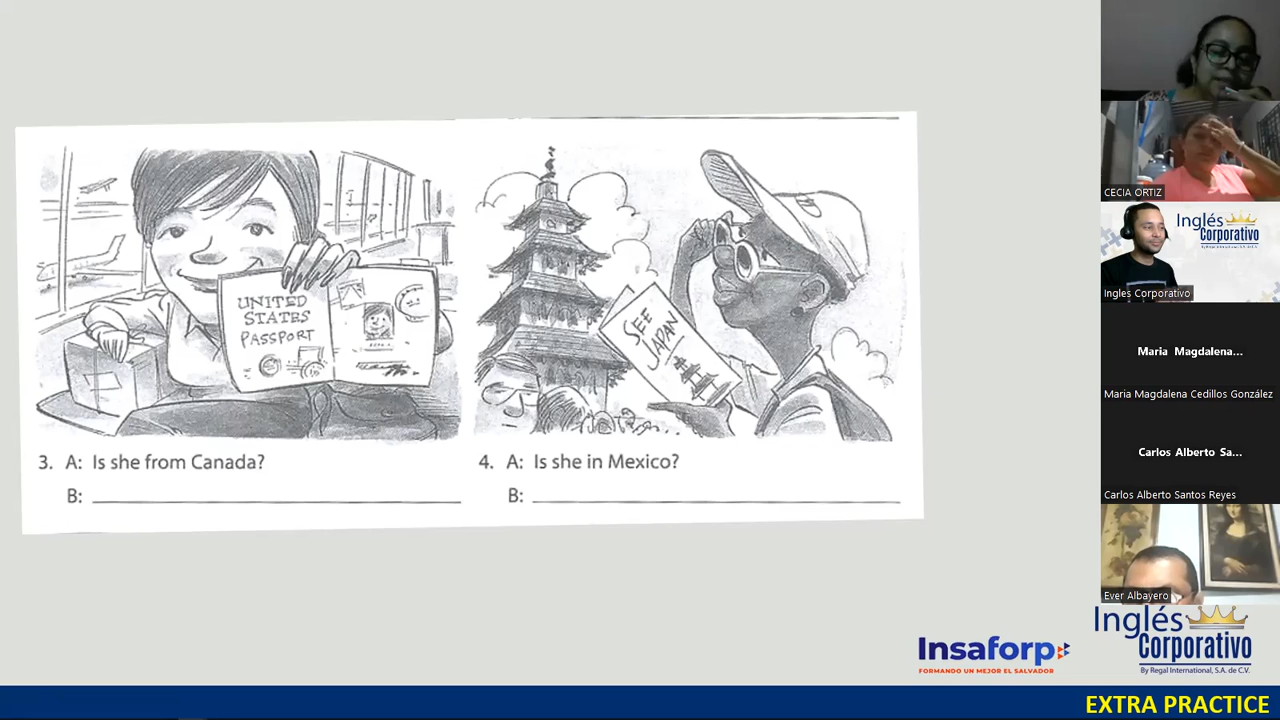 UNITED
STATES
PASSPORT
SEE
JAPAN
3. A: Is she from Canada?
B:
4. A: Is she in Mexico?
B:
CECIA ORTIZ
Inglés
Corporativo
Ingles Corporativo
Maria Magdalena...
Maria Magdalena Cedillos González
Carlos Alberto Sa...
Carlos Alberto Santos Reyes
Ever Albayero
Insaforp
FORMANDO UN MEJOR EL SALVADOR
Inglés
Corporativo
By Regal International, S.A. de C.V.
EXTRA PRACTICE